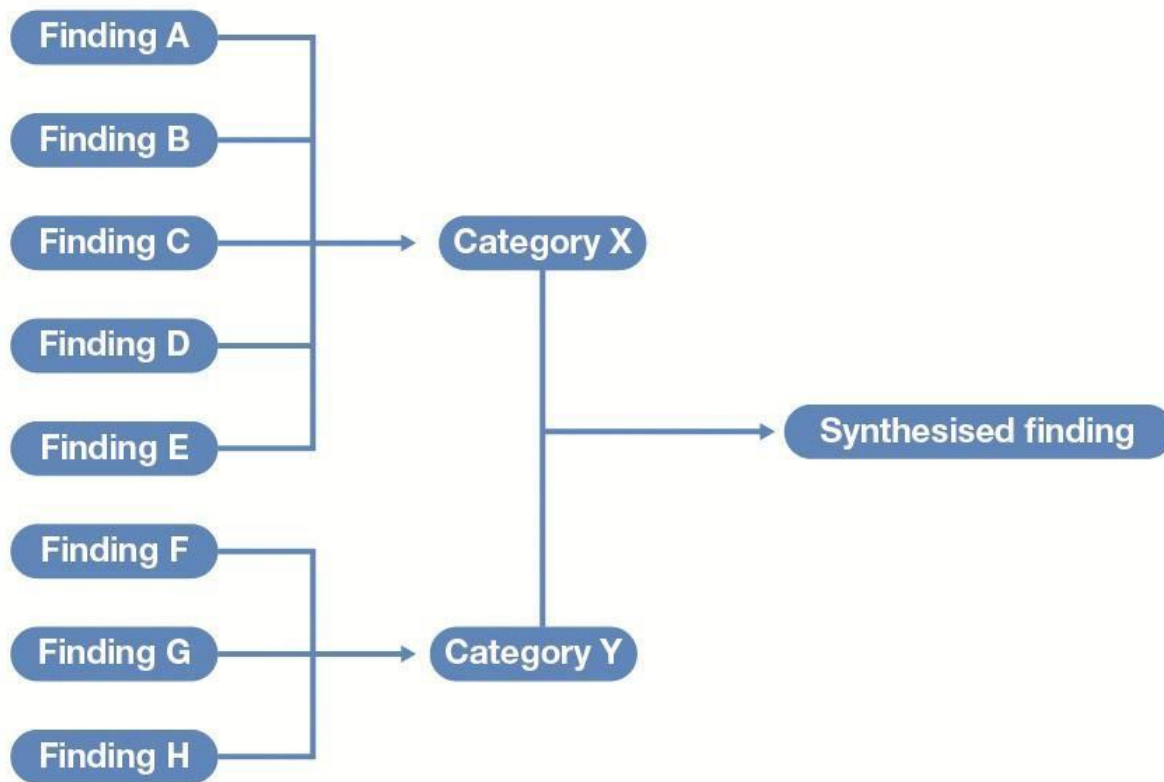 Finding A
Finding B
Finding C
Finding D
Finding E
Finding F
Finding G
Finding H
Category X
Category Y
Synthesised finding